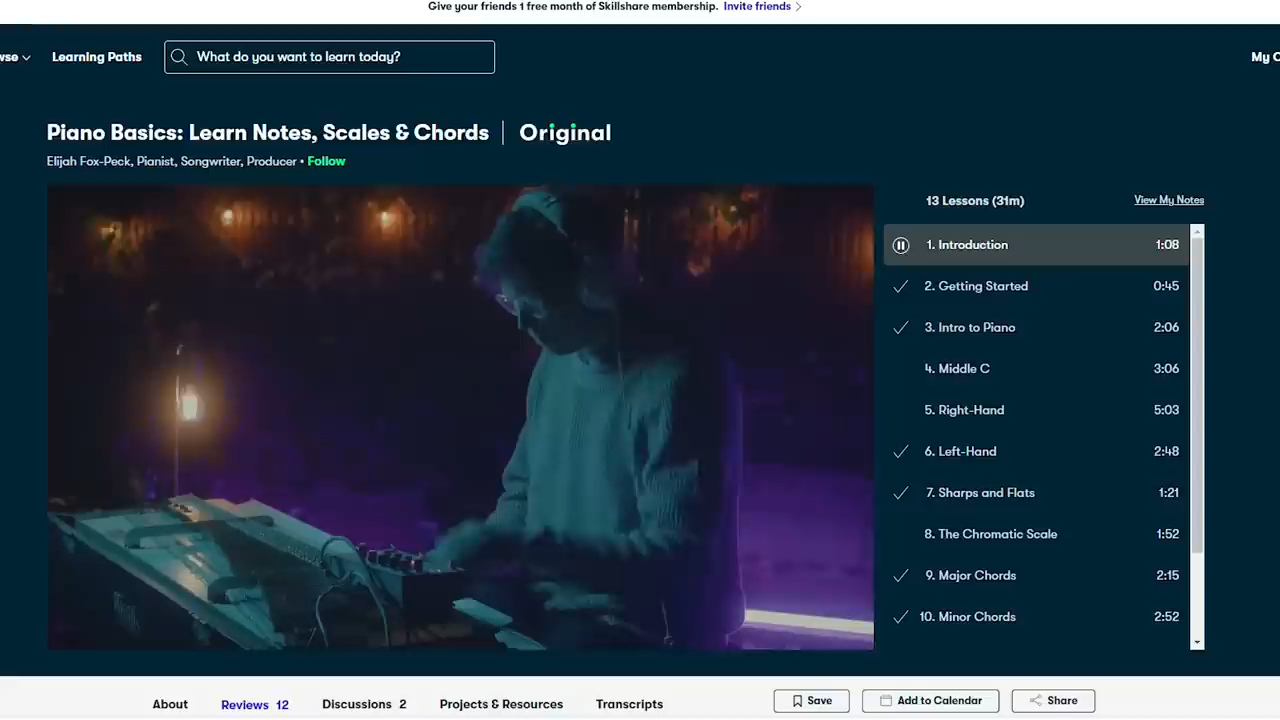 Give your friends 1 free month of Skillshare membership. Invite friends
wse Learning Paths What do you want to learn today? My C
Piano Basics: Learn Notes, Scales & Chords | Original
Elijah Fox-Peck, Pianist, Songwriter, Producer • Follow
13 Lessons (31m) View My Notes
1. Introduction 1:08
2. Getting Started 0:45
3. Intro to Piano 2:06
4. Middle C 3:06
5. Right-Hand 5:03
6. Left-Hand 2:48
7. Sharps and Flats 1:21
8. The Chromatic Scale 1:52
9. Major Chords 2:15
10. Minor Chords 2:52
About Reviews 12 Discussions 2 Projects & Resources Transcripts Save Add to Calendar Share